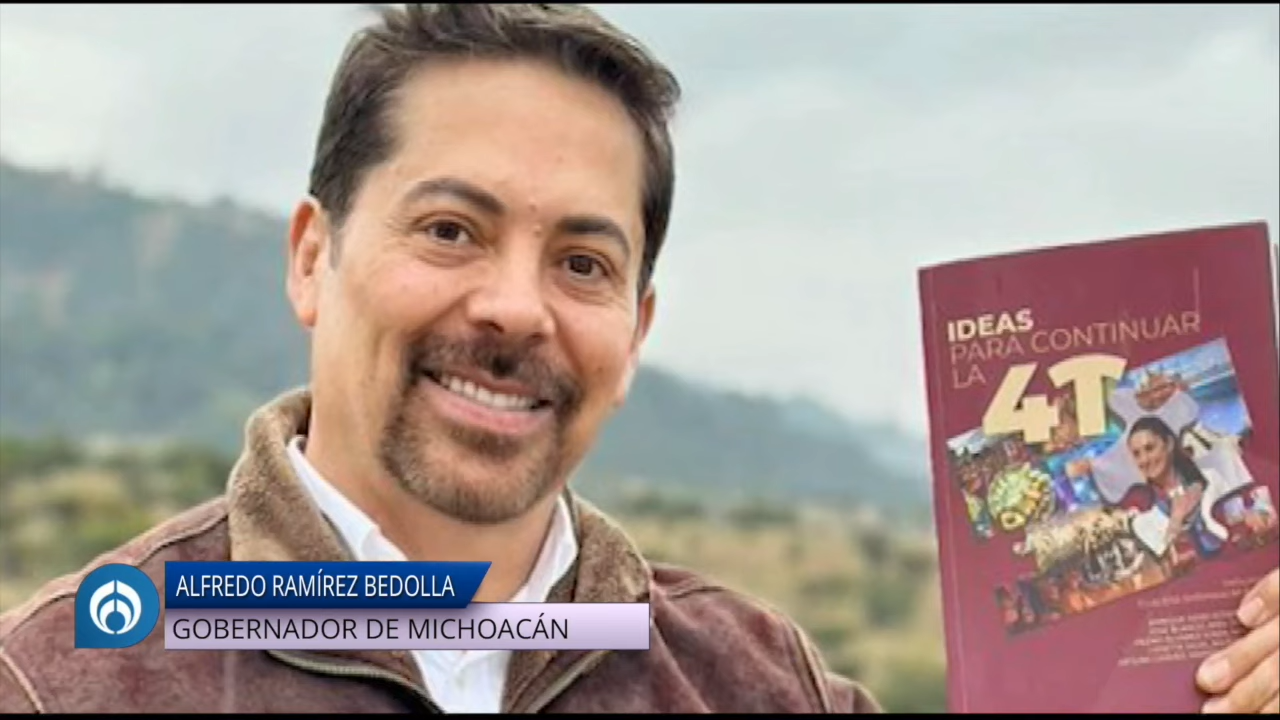 IDEAS
PARA CONTINUAR
LA
4T
ALFREDO RAMÍREZ BEDOLLA
GOBERNADOR DE MICHOACÁN